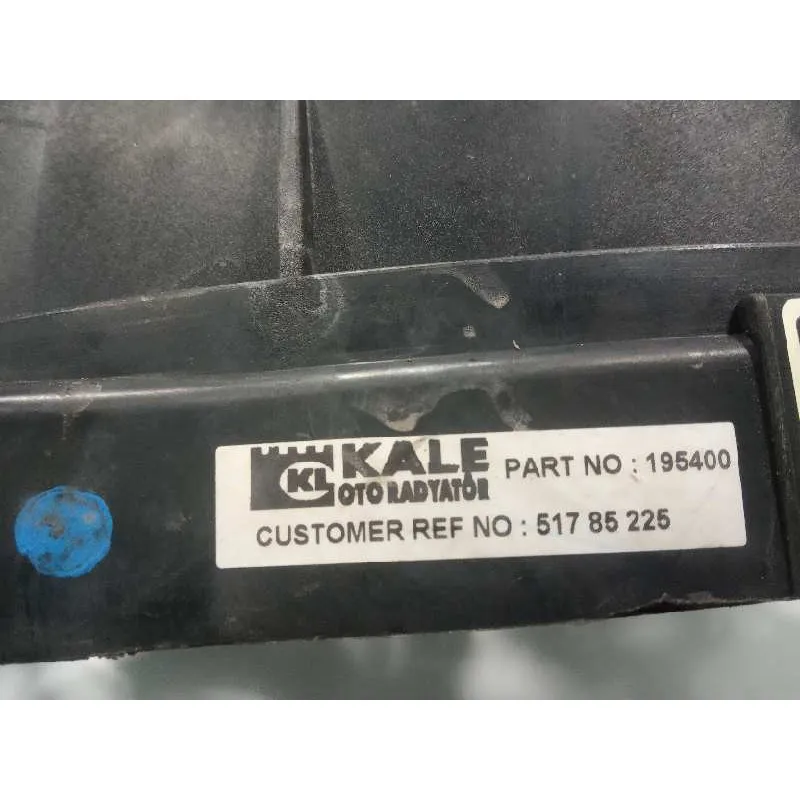 KL KALE PART NO : 195400
OTO RADYATÖR
CUSTOMER REF NO : 517 85 225